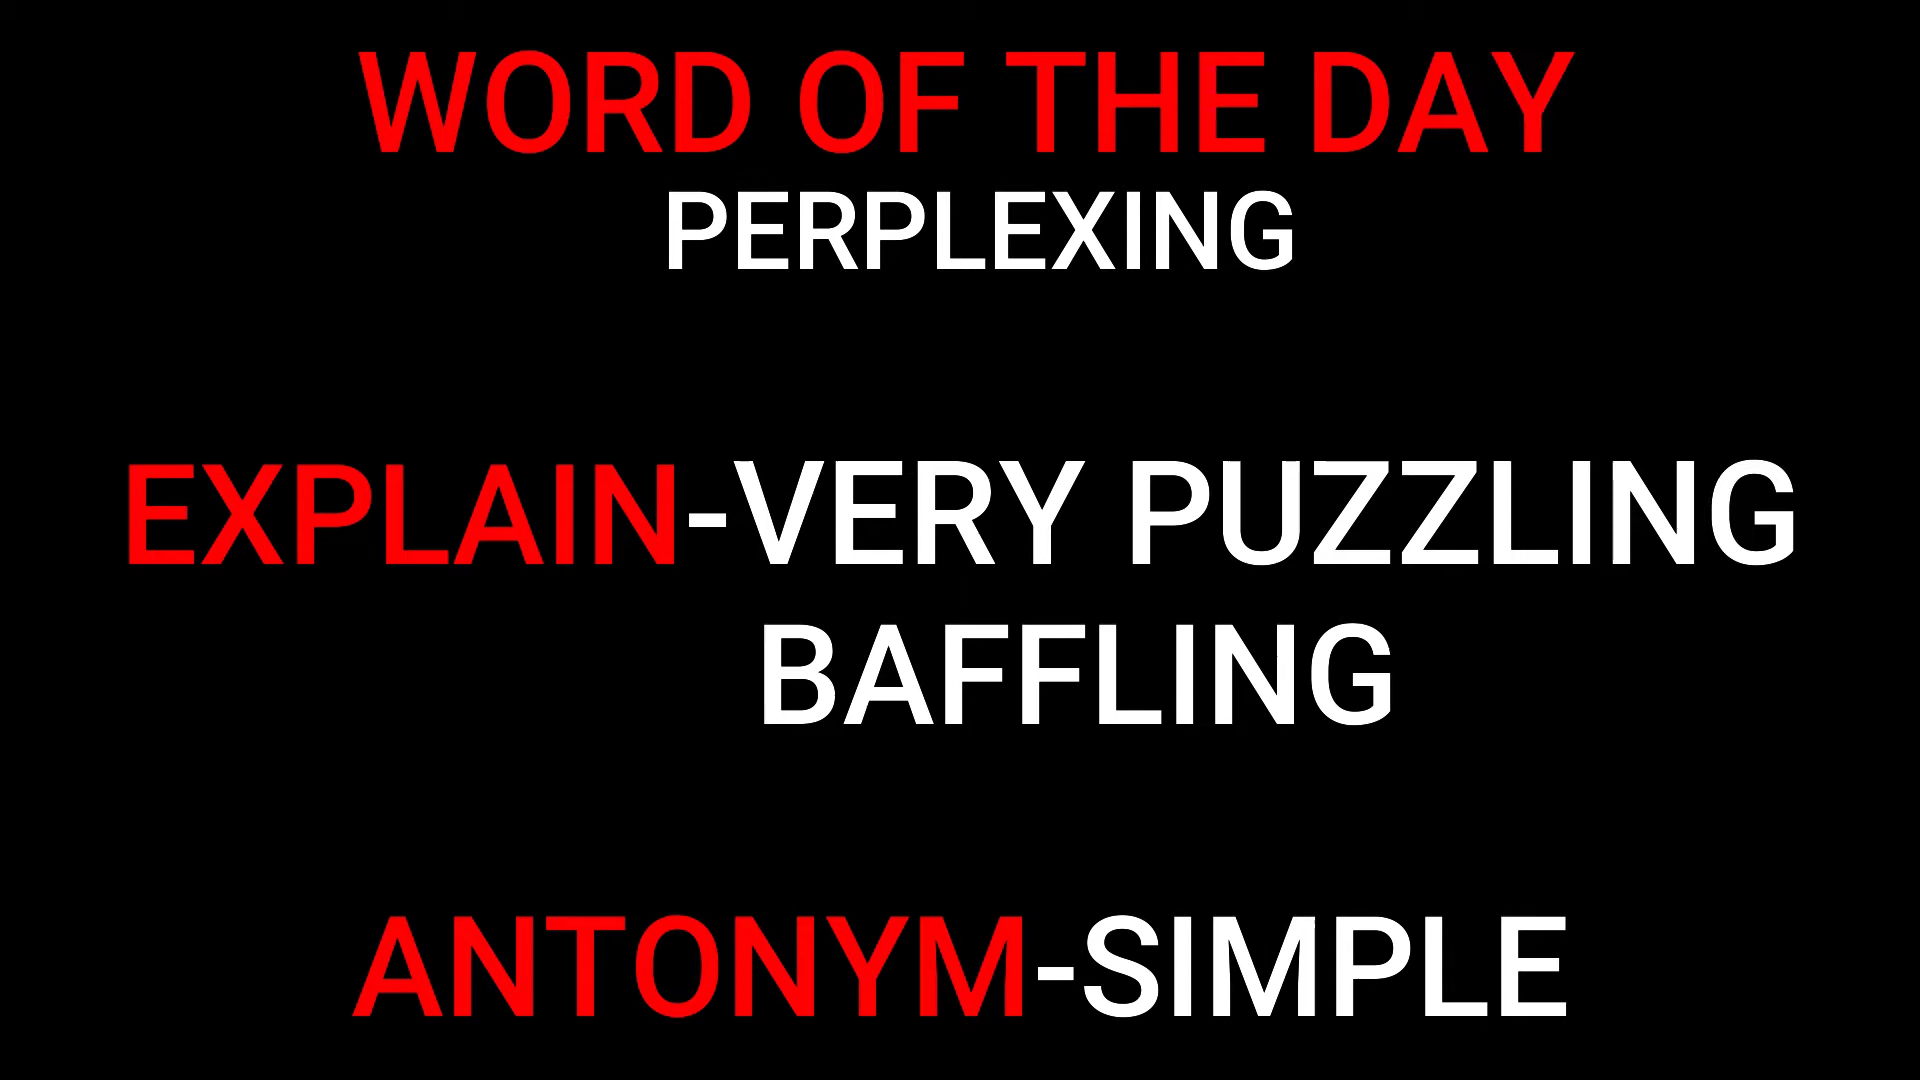 WORD OF THE DAY
PERPLEXING
EXPLAIN-VERY PUZZLING
BAFFLING
ANTONYM-SIMPLE